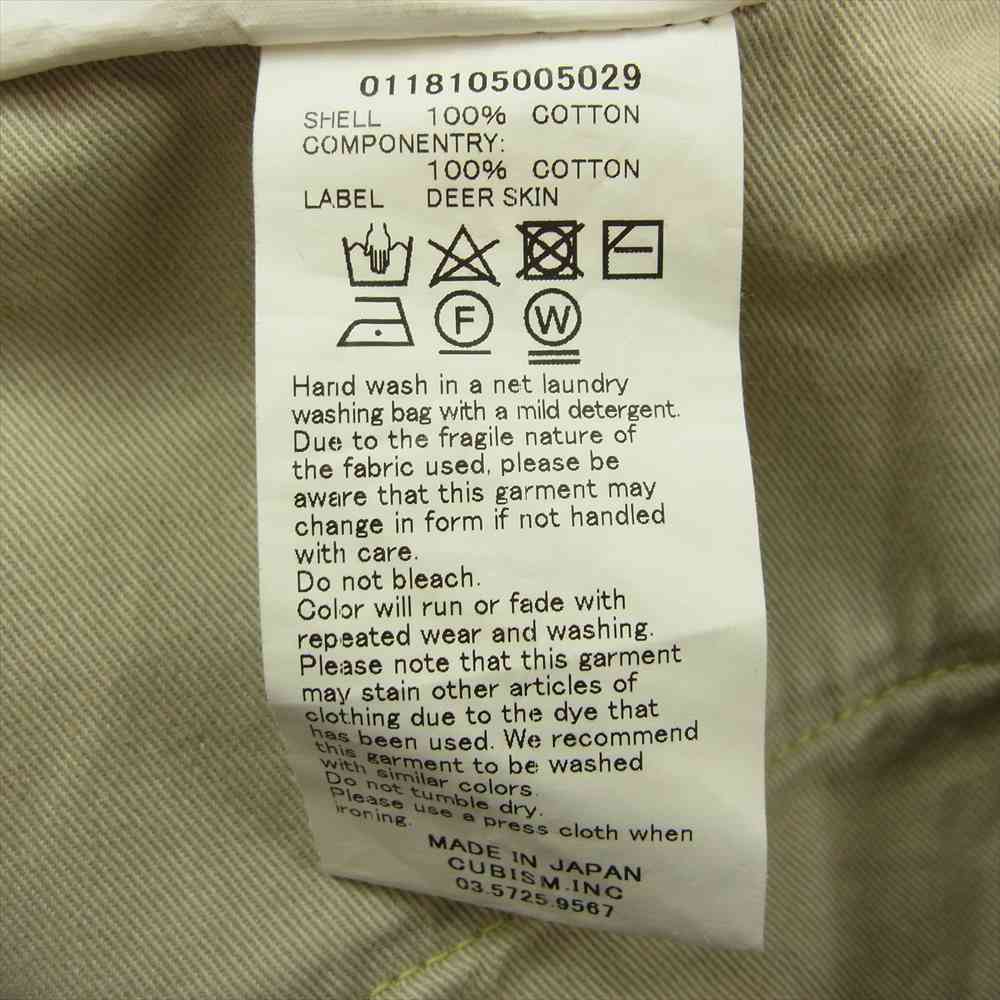 0118105005029
SHELL 100% COTTON
COMPONENTRY:
100% COTTON
LABEL DEER SKIN
F W
Hand wash in a net laundry
washing bag with a mild detergent.
Due to the fragile nature of
the fabric used, please be
aware that this garment may
change in form if not handled
with care.
Do not bleach.
Color will run or fade with
repeated wear and washing.
Please note that this garment
may stain other articles of
clothing due to the dye that
has been used. We recommend
this garment to be washed
with similar colors.
Do not tumble dry.
Please use a press cloth when
ironing.
MADE IN JAPAN
CUBISM.INC
03.5725.9567